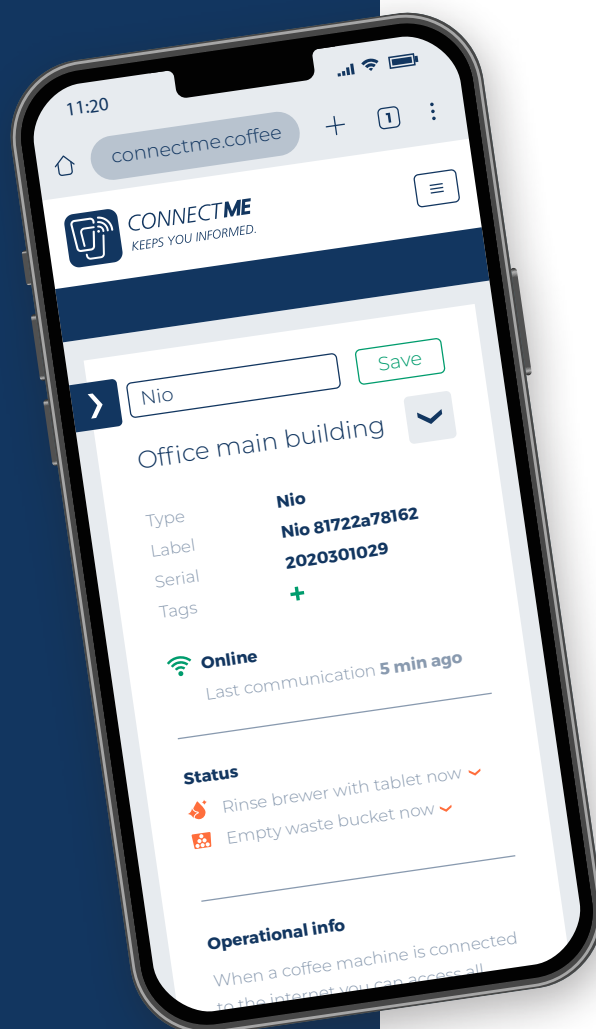 11:20
connectme.coffee
1
CONNECTME
KEEPS YOU INFORMED.
Nio
Save
Office main building
Type Nio
Label Nio 81722a78162
Serial 2020301029
Tags +
Online
Last communication 5 min ago
Status
Rinse brewer with tablet now
Empty waste bucket now
Operational info
When a coffee machine is connected
to the internet you can access all